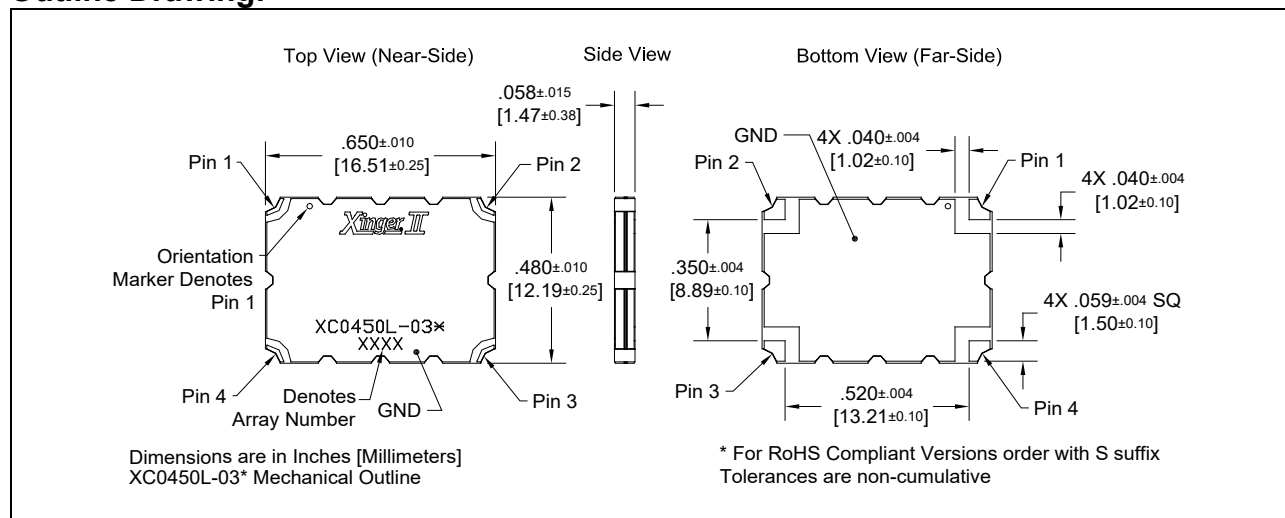 Top View (Near-Side)
Side View
Bottom View (Far-Side)
.058±.015
[1.47±0.38]
.650±.010
[16.51±0.25]
Pin 1
Pin 2
Xinger II
Orientation
Marker Denotes
Pin 1
.480±.010
[12.19±0.25]
XC0450L-03*
XXXX
Pin 4
Denotes
Array Number
GND
Pin 3
GND
4X .040±.004
[1.02±0.10]
Pin 2
Pin 1
4X .040±.004
[1.02±0.10]
.350±.004
[8.89±0.10]
4X .059±.004 SQ
[1.50±0.10]
Pin 3
.520±.004
[13.21±0.10]
Pin 4
Dimensions are in Inches [Millimeters]
XC0450L-03* Mechanical Outline
* For RoHS Compliant Versions order with S suffix
Tolerances are non-cumulative